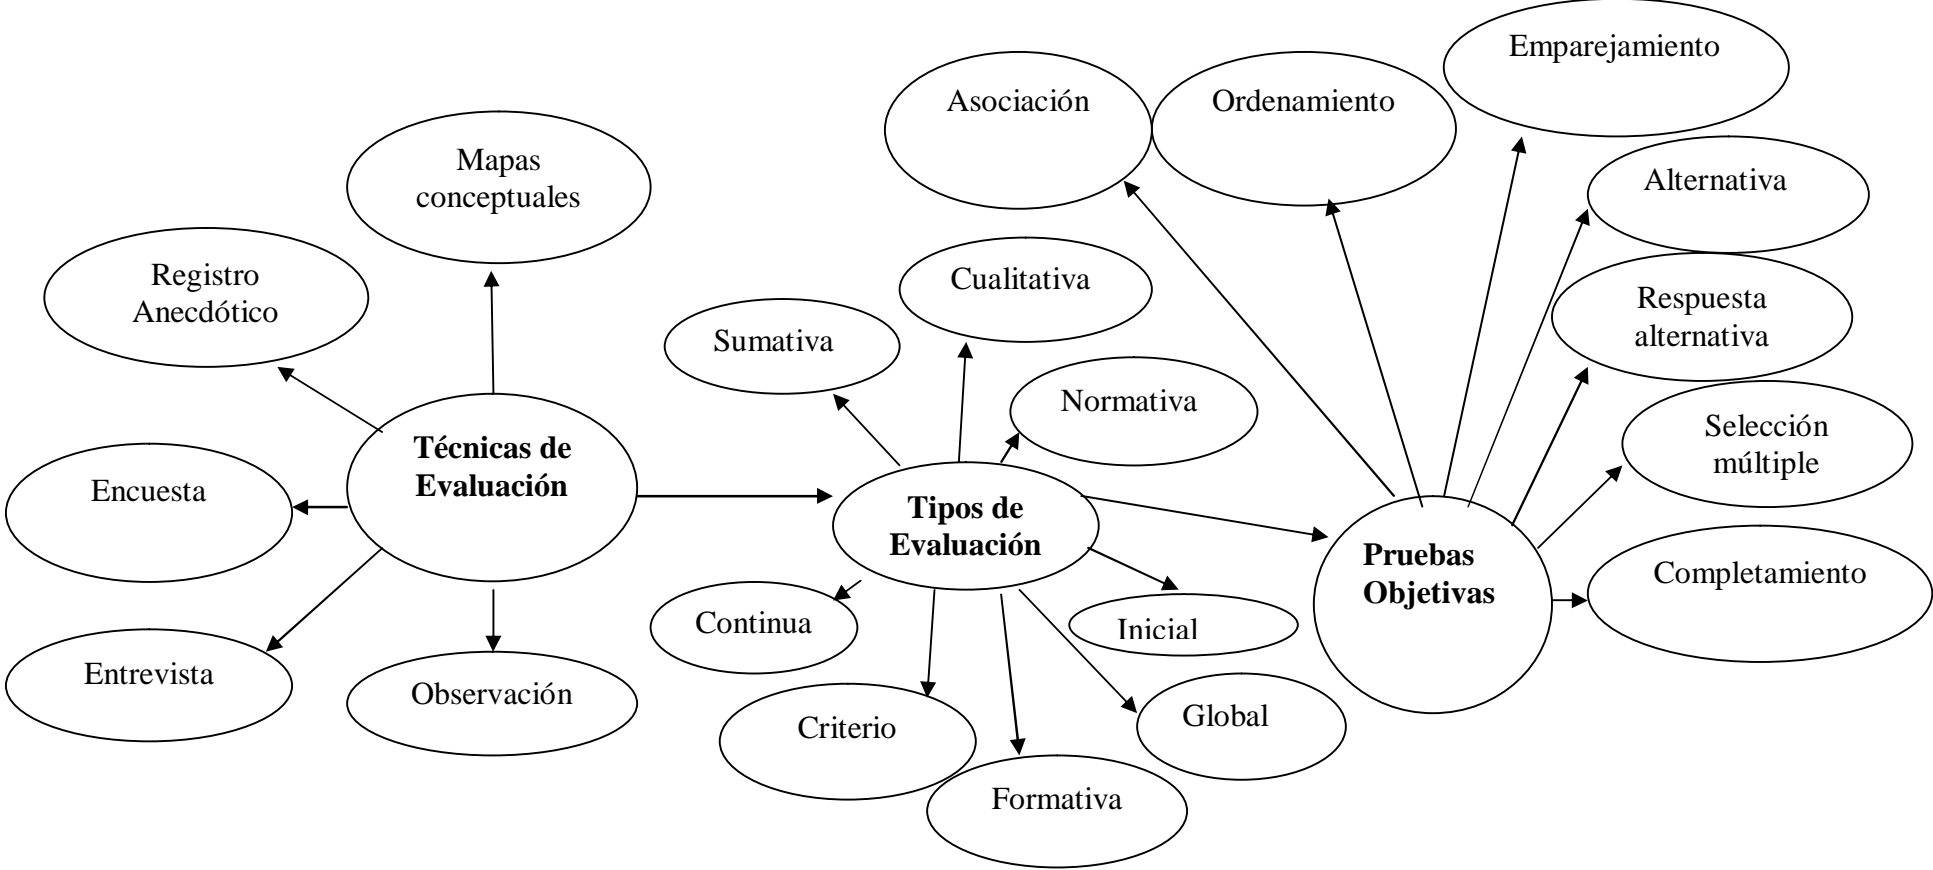 Emparejamiento
Asociación
Ordenamiento
Mapas
conceptuales
Alternativa
Registro
Anecdótico
Cualitativa
Respuesta
alternativa
Sumativa
Normativa
Selección
múltiple
Técnicas de
Evaluación
Encuesta
Tipos de
Evaluación
Pruebas
Objetivas
Completamiento
Continua
Inicial
Entrevista
Observación
Criterio
Global
Formativa